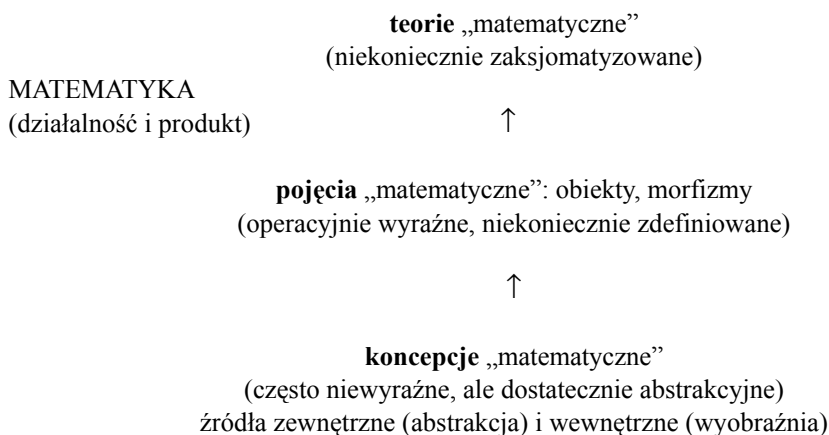 teorie „matematyczne”
(niekoniecznie zaksjomatyzowane)
MATEMATYKA
(działalność i produkt)
↑
pojęcia „matematyczne”: obiekty, morfizmy
(operacyjnie wyraźne, niekoniecznie zdefiniowane)
↑
koncepcje „matematyczne”
(często niewyraźne, ale dostatecznie abstrakcyjne)
źródła zewnętrzne (abstrakcja) i wewnętrzne (wyobraźnia)